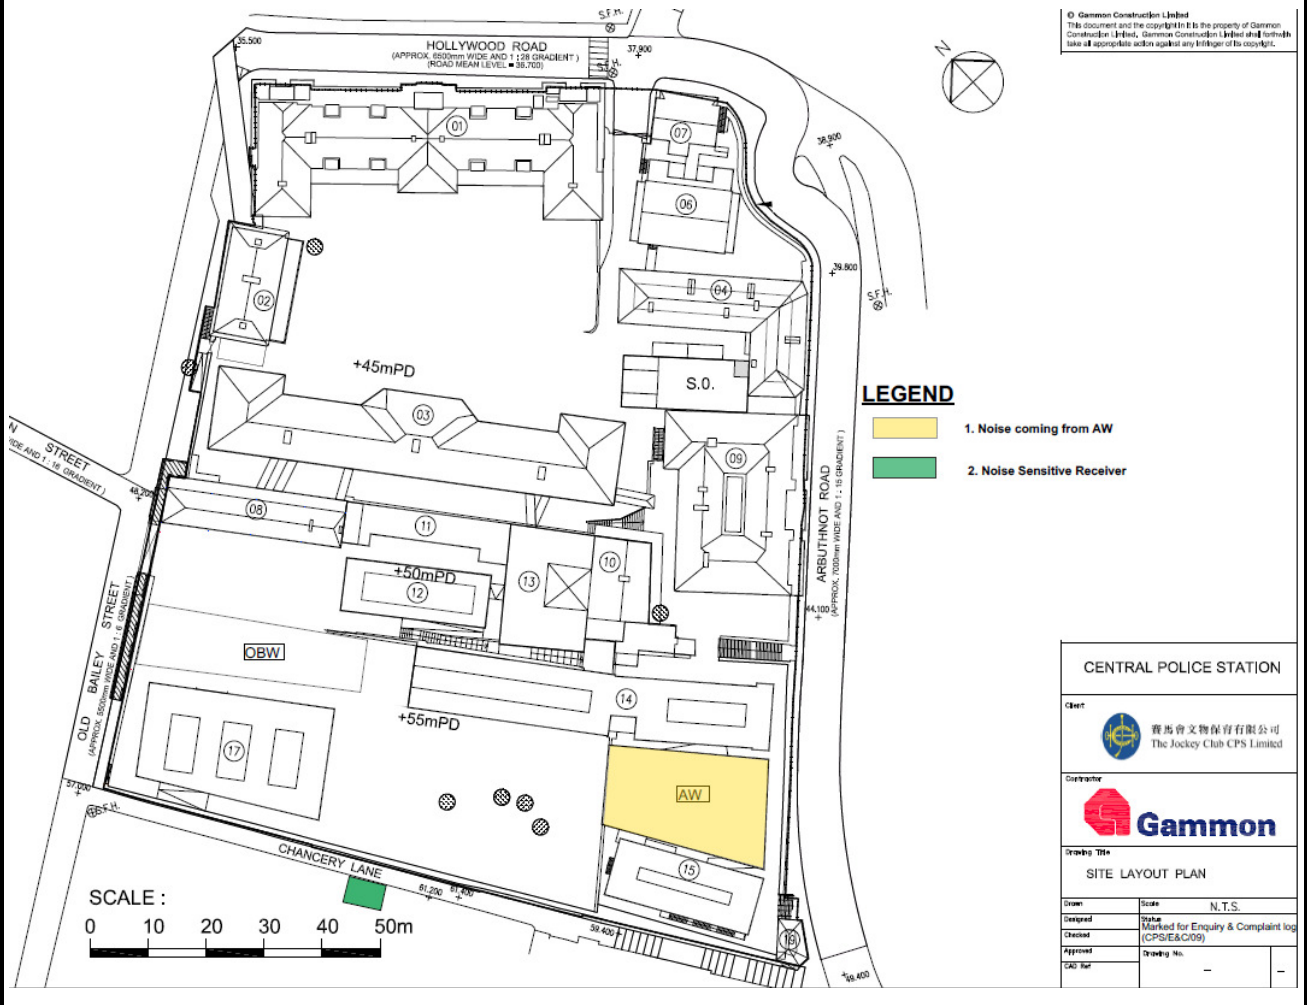 © Gammon Construction Limited
This document and the copyright in it is the property of Gammon
Construction Limited. Gammon Construction Limited shall forthwith
take all appropriate action against any infringer of its copyright.
S.F.H.
35.500
HOLLYWOOD ROAD
(APPROX. 6500mm WIDE AND 1 : 28 GRADIENT )
(ROAD MEAN LEVEL = 36.700)
37.900
S.F.H.
N
01
07
38.900
06
02
39.800
04
S.F.H.
+45mPD
S.O.
03
LEGEND
1. Noise coming from AW
2. Noise Sensitive Receiver
09
N STREET
WIDE AND 1 : 16 GRADIENT )
48.200
08
11
10
13
+50mPD
12
ARBUTHNOT ROAD
(APPROX. 7000mm WIDE AND 1 : 15 GRADIENT )
44.100
OLD BAILEY STREET
(APPROX. 5500mm WIDE AND 1 : 6 GRADIENT )
OBW
14
+55mPD
17
AW
15
57.000
S.F.H.
CHANCERY LANE
61.200
61.400
59.400
19
49.400
SCALE :
0 10 20 30 40 50m
CENTRAL POLICE STATION
Client
賽馬會文物保育有限公司
The Jockey Club CPS Limited
Contractor
Gammon
Drawing Title
SITE LAYOUT PLAN
Drawn
Scale N.T.S.
Designed
Status
Marked for Enquiry & Complaint log
Checked
(CPS/E&C/09)
Approved
Drawing No.
CAD Ref
– –